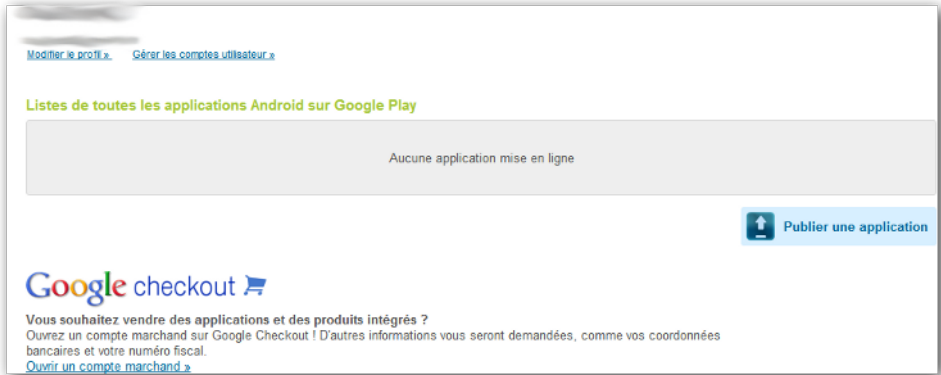 Modifier le profil »   Gérer les comptes utilisateur »
Listes de toutes les applications Android sur Google Play
Aucune application mise en ligne
Publier une application
Google checkout
Vous souhaitez vendre des applications et des produits intégrés ?
Ouvrez un compte marchand sur Google Checkout ! D'autres informations vous seront demandées, comme vos coordonnées
bancaires et votre numéro fiscal.
Ouvrir un compte marchand »